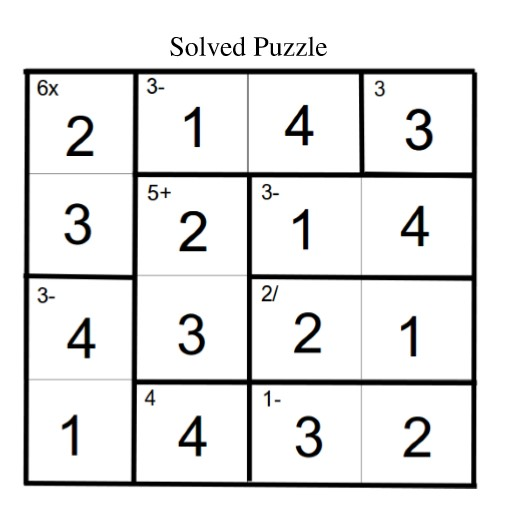 Solved Puzzle
6x 3- 3
2 1 4 3
5+ 3-
3 2 1 4
3- 2/
4 3 2 1
4 1-
1 4 3 2